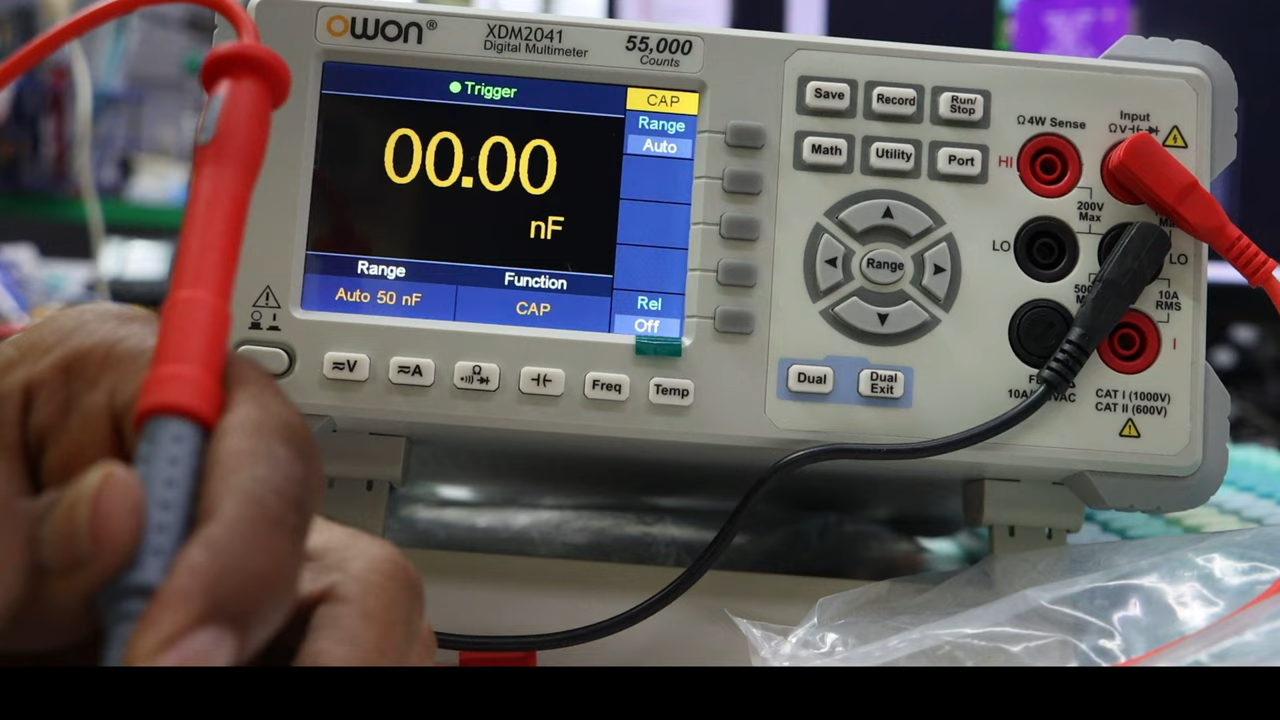 OWON®
XDM2041
Digital Multimeter
55,000
Counts
Trigger
CAP
Range
Auto
00.00
nF
Range
Function
Auto 50 nF
CAP
Rel
Off
Save
Record
Run/
Stop
Math
Utility
Port
Range
Dual
Dual
Exit
≂V
≂A
Ω
Freq
Temp
Ω4W Sense
Input
ΩV
HI
200V
Max
LO
LO
10A
RMS
I
CAT I (1000V)
CAT II (600V)